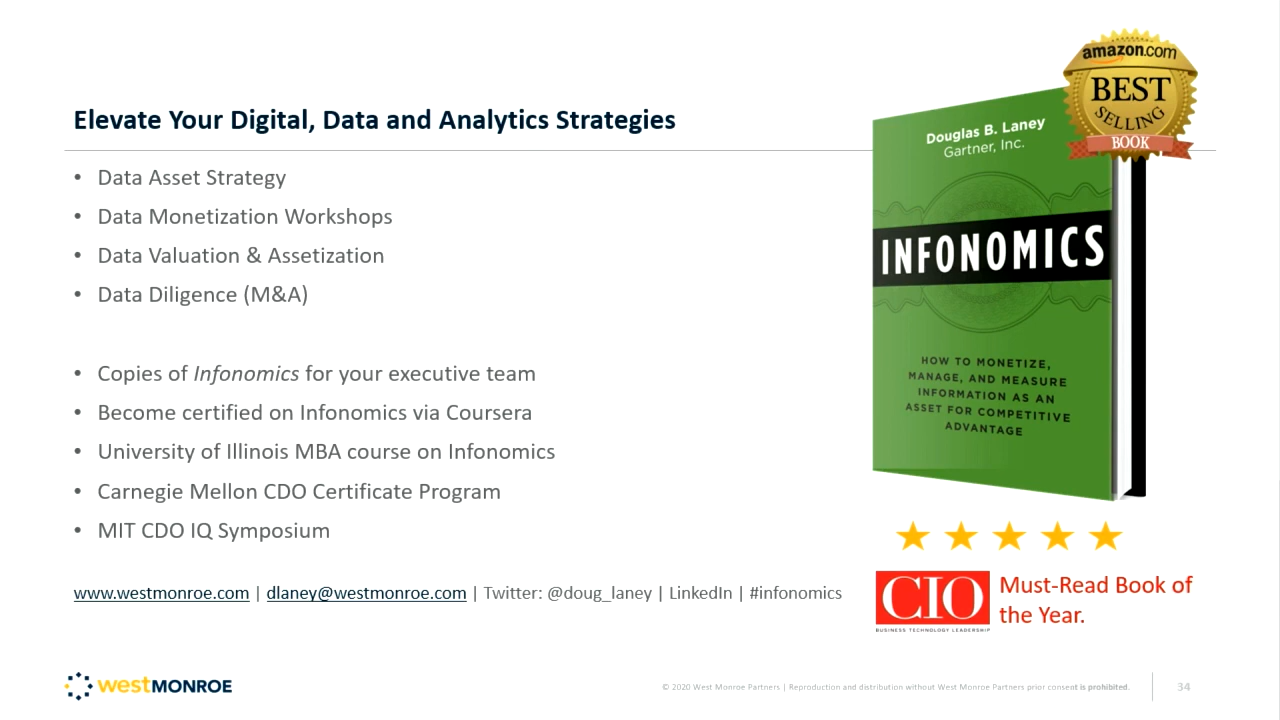 Elevate Your Digital, Data and Analytics Strategies
• Data Asset Strategy
• Data Monetization Workshops
• Data Valuation & Assetization
• Data Diligence (M&A)
• Copies of Infonomics for your executive team
• Become certified on Infonomics via Coursera
• University of Illinois MBA course on Infonomics
• Carnegie Mellon CDO Certificate Program
• MIT CDO IQ Symposium
www.westmonroe.com | dlaney@westmonroe.com | Twitter: @doug_laney | LinkedIn | #infonomics
amazon.com
BEST
SELLING
BOOK
Douglas B. Laney
Gartner, Inc.
INFONOMICS
HOW TO MONETIZE,
MANAGE, AND MEASURE
INFORMATION AS AN
ASSET FOR COMPETITIVE
ADVANTAGE
CIO
BUSINESS TECHNOLOGY LEADERSHIP
Must-Read Book of
the Year.
westMONROE
© 2020 West Monroe Partners | Reproduction and distribution without West Monroe Partners prior consent is prohibited.
34